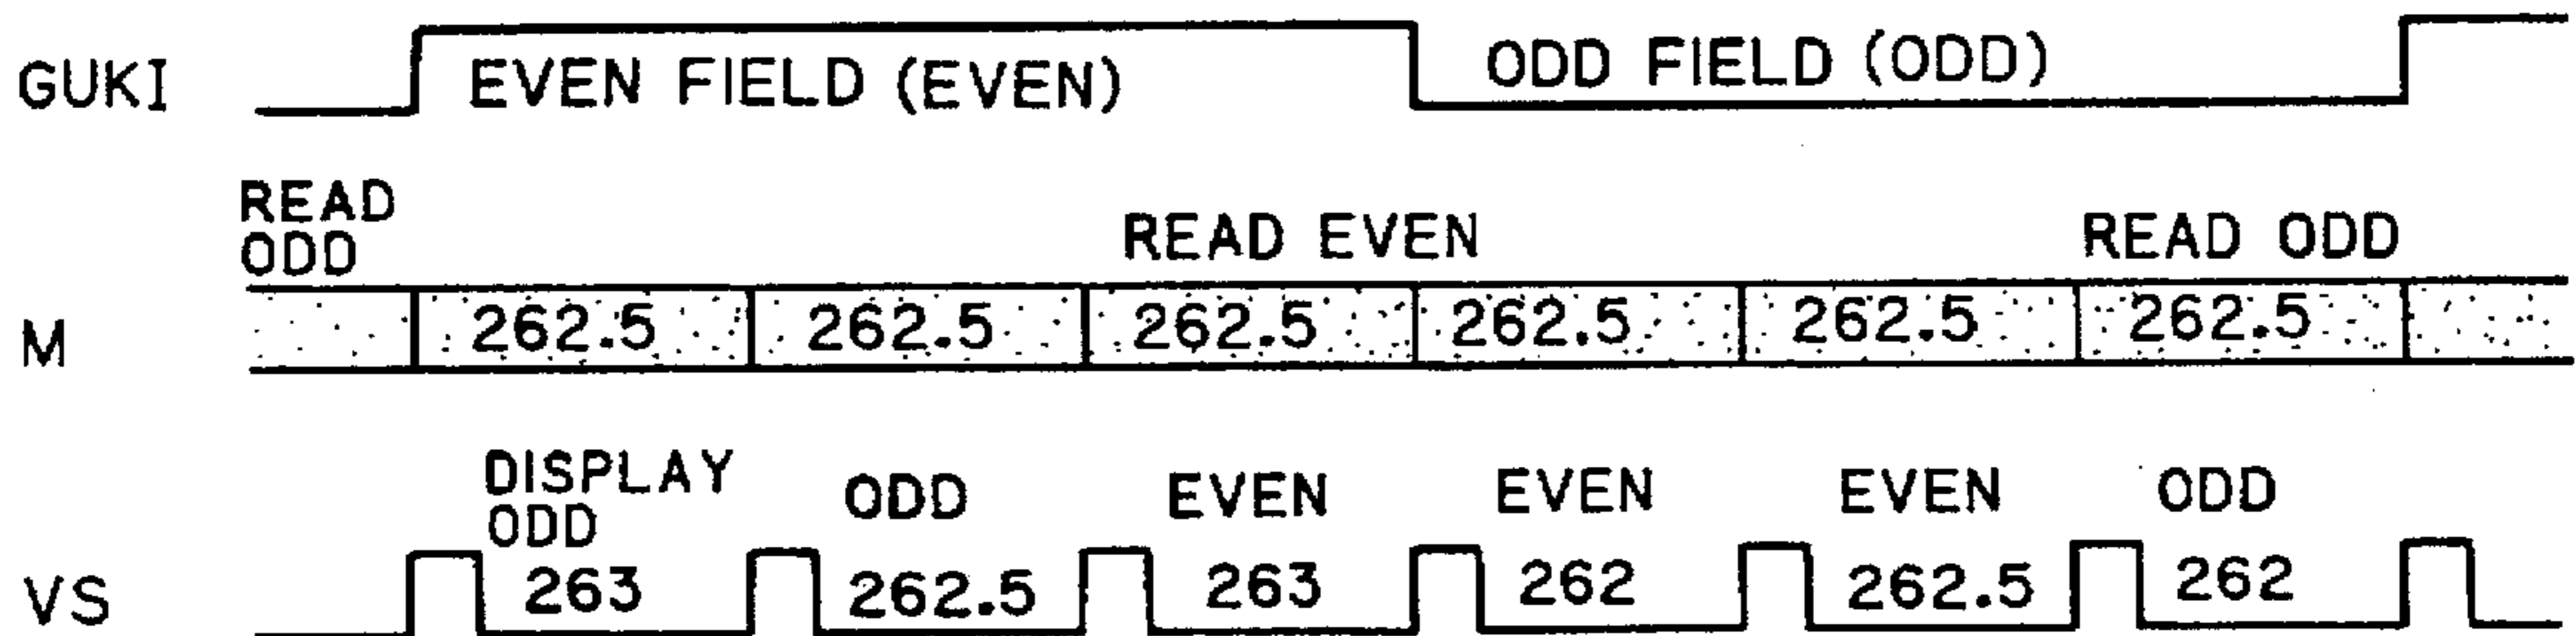 GUKI EVEN FIELD (EVEN) ODD FIELD (ODD)
READ
ODD
READ EVEN READ ODD
M 262.5 262.5 262.5 262.5 262.5 262.5
DISPLAY
ODD
ODD EVEN EVEN EVEN ODD
VS 263 262.5 263 262 262.5 262